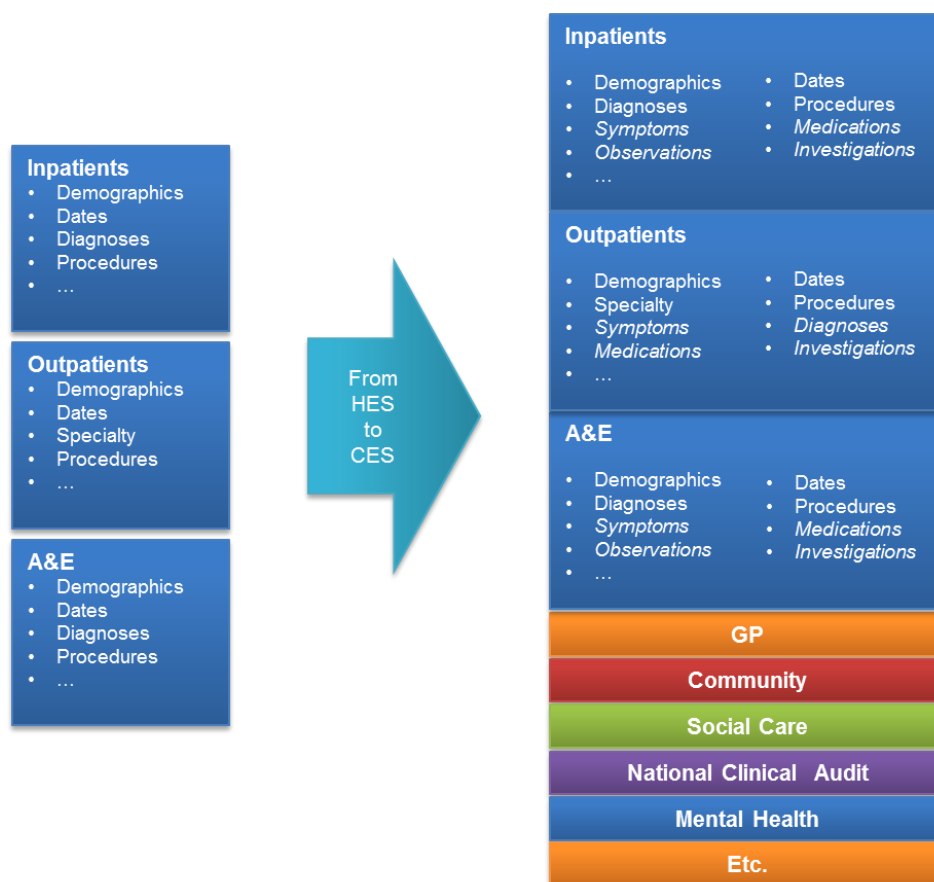 Inpatients
• Demographics
• Dates
• Diagnoses
• Procedures
• …
Outpatients
• Demographics
• Dates
• Specialty
• Procedures
• …
A&E
• Demographics
• Dates
• Diagnoses
• Procedures
• …
From
HES
to
CES
Inpatients
• Demographics
• Diagnoses
• Symptoms
• Observations
• …
• Dates
• Procedures
• Medications
• Investigations
Outpatients
• Demographics
• Specialty
• Symptoms
• Medications
• …
• Dates
• Procedures
• Diagnoses
• Investigations
A&E
• Demographics
• Diagnoses
• Symptoms
• Observations
• …
• Dates
• Procedures
• Medications
• Investigations
GP
Community
Social Care
National Clinical Audit
Mental Health
Etc.